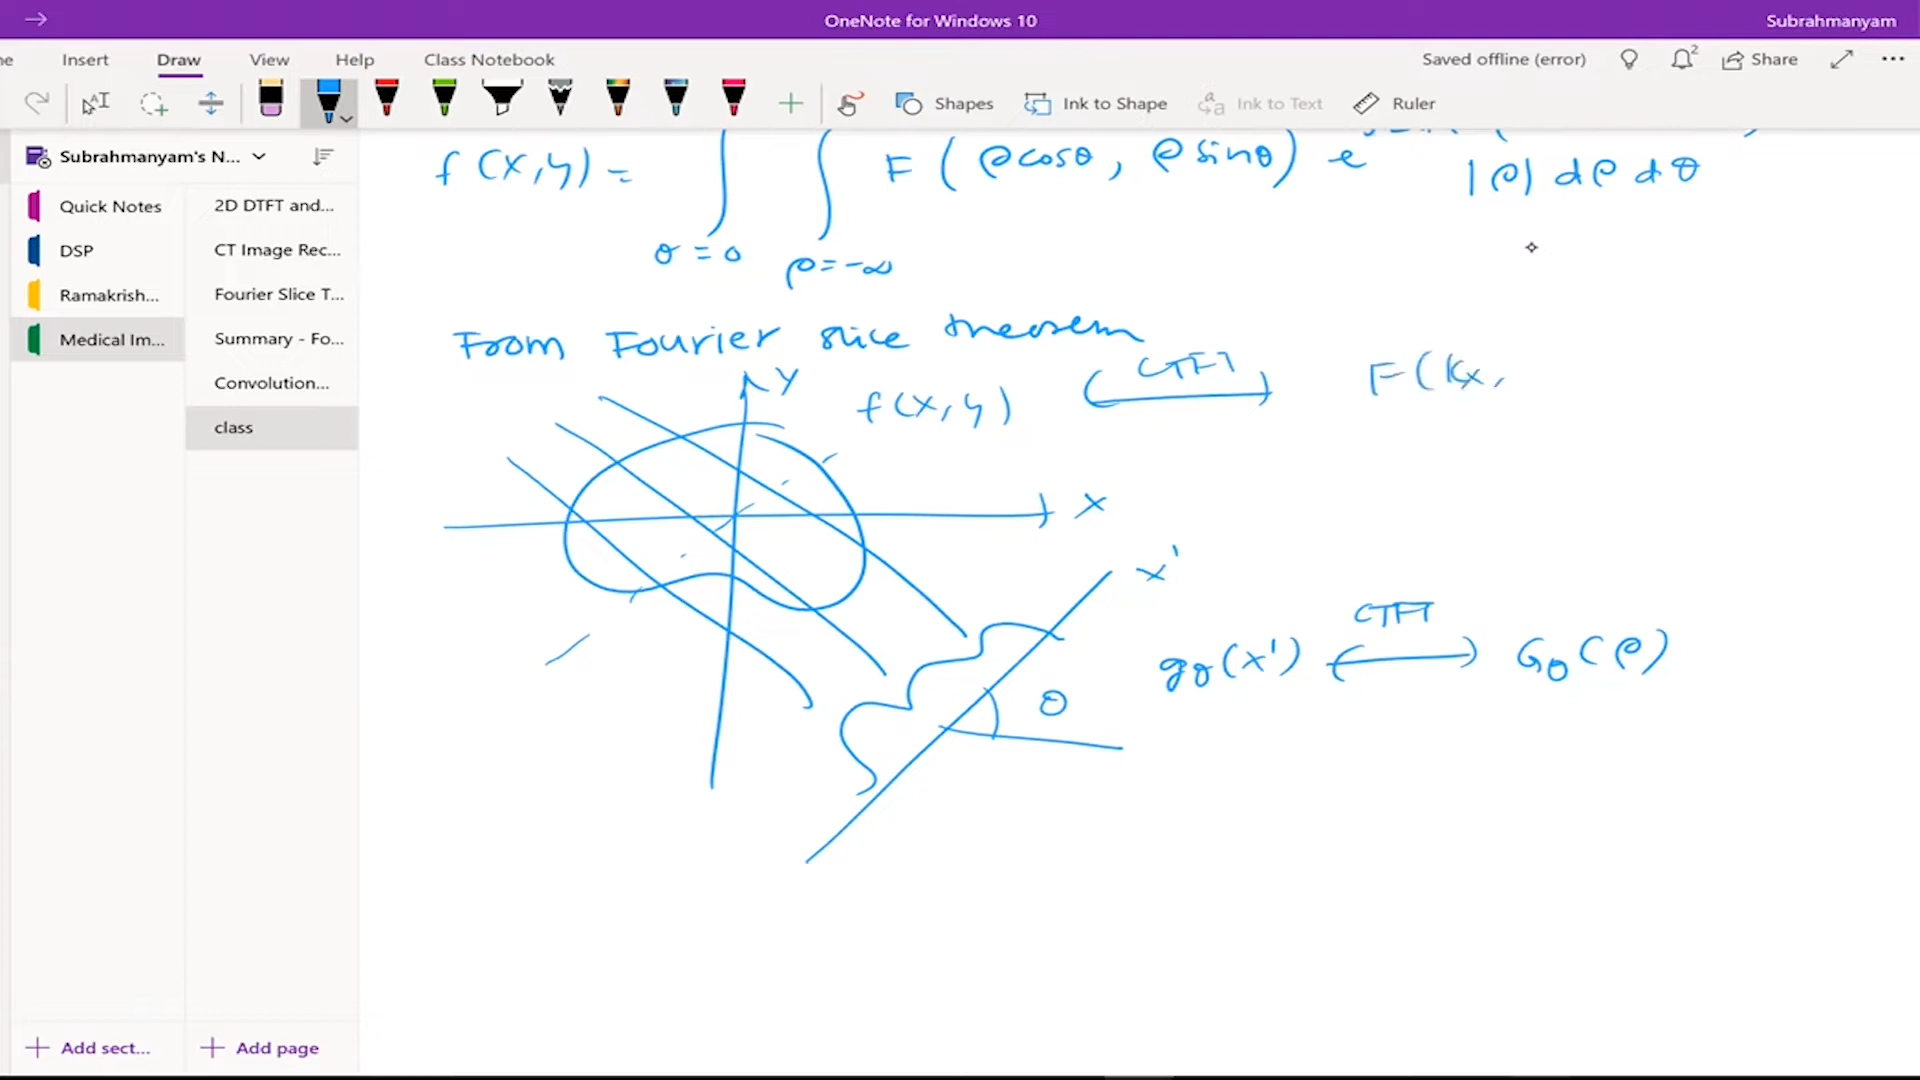 OneNote for Windows 10
Subrahmanyam
Insert Draw View Help Class Notebook
Saved offline (error) 2 Share
Shapes Ink to Shape Ink to Text Ruler
Subrahmanyam's N...
Quick Notes
DSP
Ramakrish...
Medical Im...
2D DTFT and...
CT Image Rec...
Fourier Slice T...
Summary - Fo...
Convolution...
class
Add sect...
Add page
f(x,y) = ∫ ∫ F(ρcosθ, ρsinθ) e |ρ| dρ dθ
θ=0 ρ=-∞
From Fourier slice theorem
y
f(x,y) CTFT F(kx,
x
x'
θ
gθ(x') CTFT Gθ(ρ)